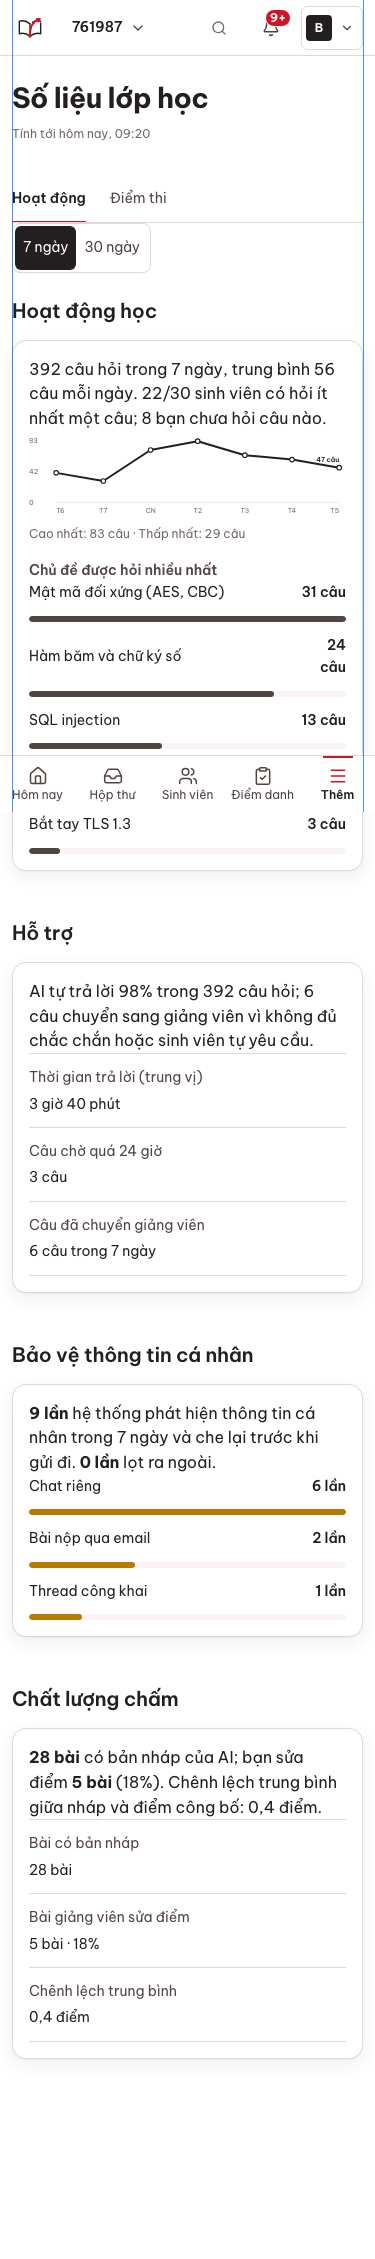 761987
9+
B
Số liệu lớp học
Tính tới hôm nay, 09:20
Hoạt động
Điểm thi
7 ngày
30 ngày
Hoạt động học
392 câu hỏi trong 7 ngày, trung bình 56
câu mỗi ngày. 22/30 sinh viên có hỏi ít
nhất một câu; 8 bạn chưa hỏi câu nào.
83
42
0
47 câu
T6
T7
CN
T2
T3
T4
T5
Cao nhất: 83 câu · Thấp nhất: 29 câu
Chủ đề được hỏi nhiều nhất
Mật mã đối xứng (AES, CBC)
31 câu
Hàm băm và chữ ký số
24
câu
SQL injection
13 câu
Hôm nay
Hộp thư
Sinh viên
Điểm danh
Thêm
Bắt tay TLS 1.3
3 câu
Hỗ trợ
AI tự trả lời 98% trong 392 câu hỏi; 6
câu chuyển sang giảng viên vì không đủ
chắc chắn hoặc sinh viên tự yêu cầu.
Thời gian trả lời (trung vị)
3 giờ 40 phút
Câu chờ quá 24 giờ
3 câu
Câu đã chuyển giảng viên
6 câu trong 7 ngày
Bảo vệ thông tin cá nhân
9 lần hệ thống phát hiện thông tin cá
nhân trong 7 ngày và che lại trước khi
gửi đi. 0 lần lọt ra ngoài.
Chat riêng
6 lần
Bài nộp qua email
2 lần
Thread công khai
1 lần
Chất lượng chấm
28 bài có bản nháp của AI; bạn sửa
điểm 5 bài (18%). Chênh lệch trung bình
giữa nháp và điểm công bố: 0,4 điểm.
Bài có bản nháp
28 bài
Bài giảng viên sửa điểm
5 bài · 18%
Chênh lệch trung bình
0,4 điểm